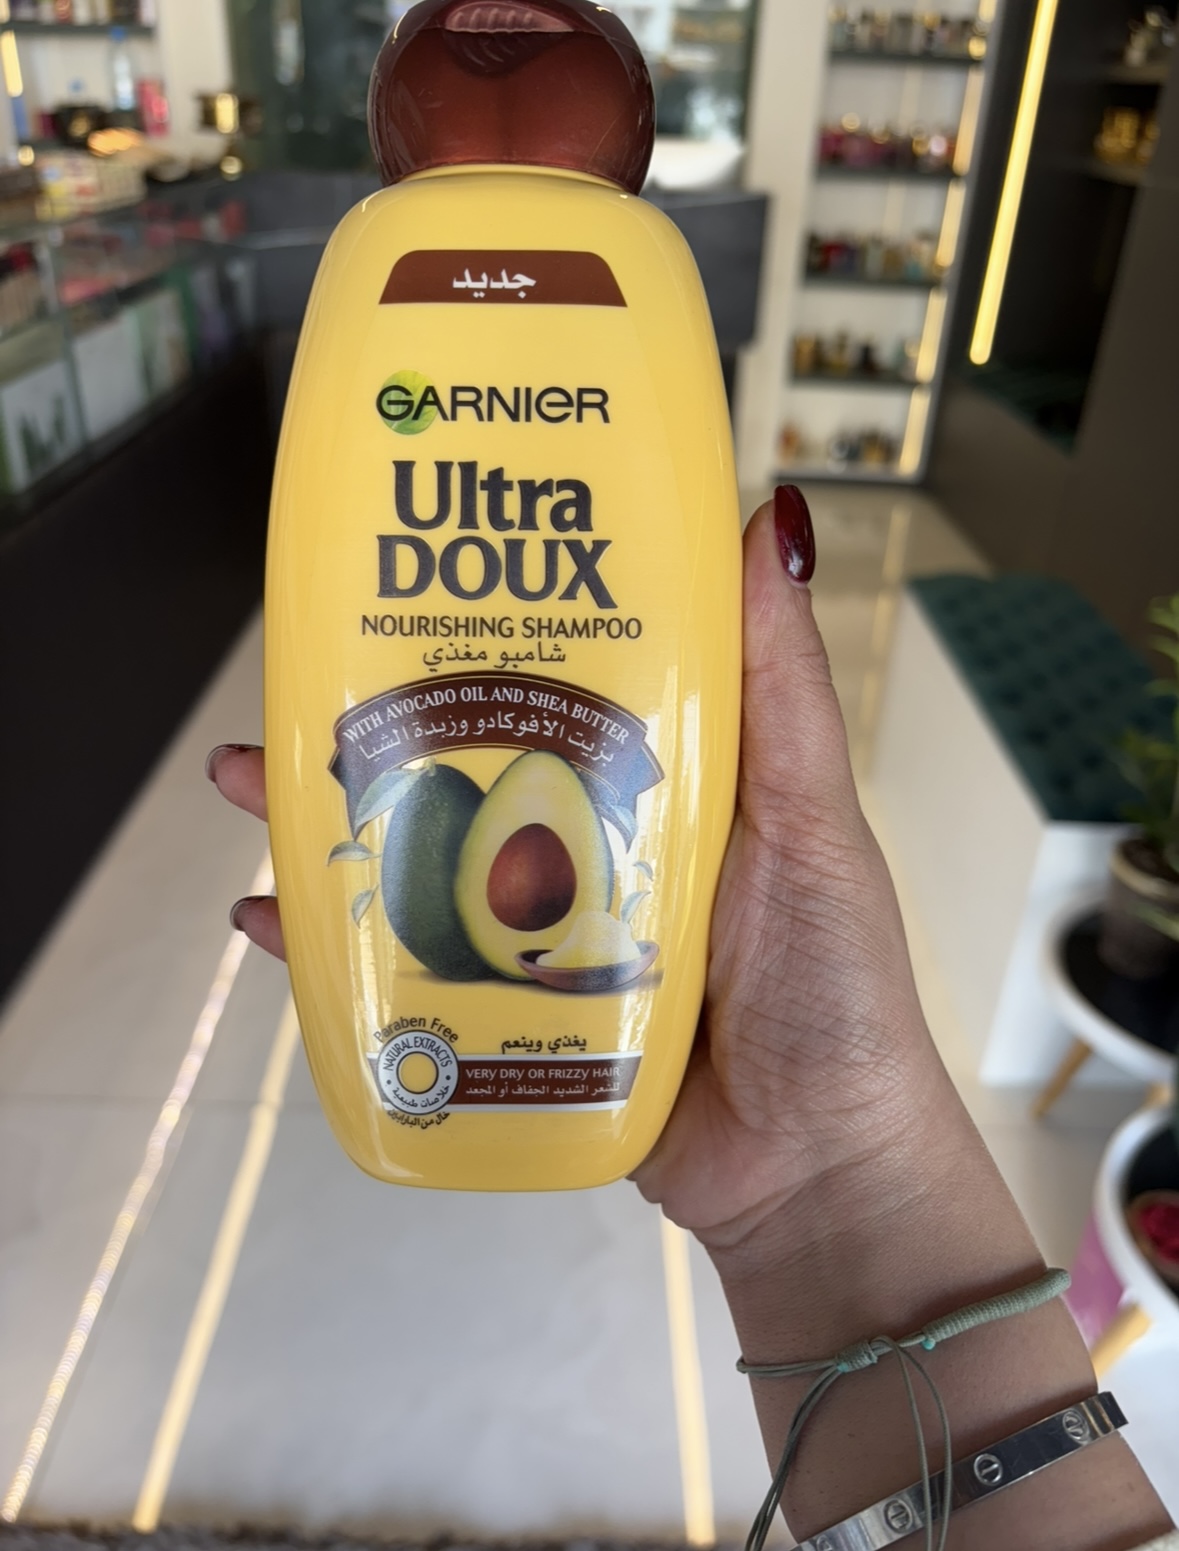 جديد
GARNIER
Ultra
DOUX
NOURISHING SHAMPOO
شامبو مغذي
WITH AVOCADO OIL AND SHEA BUTTER
بزيت الأفوكادو وزبدة الشيا
Paraben Free
NATURAL EXTRACTS
خلاصات طبيعية
خال من البارابين
يغذي وينعم
VERY DRY OR FRIZZY HAIR
للشعر الشديد الجفاف أو المجعد